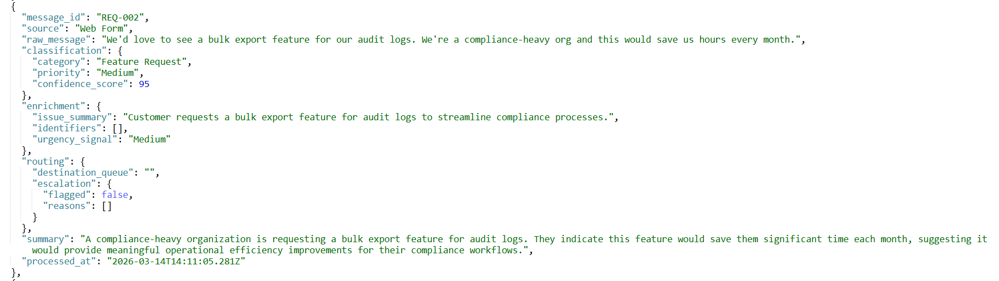 {
"message_id": "REQ-002",
"source": "Web Form",
"raw_message": "We'd love to see a bulk export feature for our audit logs. We're a compliance-heavy org and this would save us hours every month.",
"classification": {
"category": "Feature Request",
"priority": "Medium",
"confidence_score": 95
},
"enrichment": {
"issue_summary": "Customer requests a bulk export feature for audit logs to streamline compliance processes.",
"identifiers": [],
"urgency_signal": "Medium"
},
"routing": {
"destination_queue": "",
"escalation": {
"flagged": false,
"reasons": []
}
},
"summary": "A compliance-heavy organization is requesting a bulk export feature for audit logs. They indicate this feature would save them significant time each month, suggesting it
would provide meaningful operational efficiency improvements for their compliance workflows.",
"processed_at": "2026-03-14T14:11:05.281Z"
},